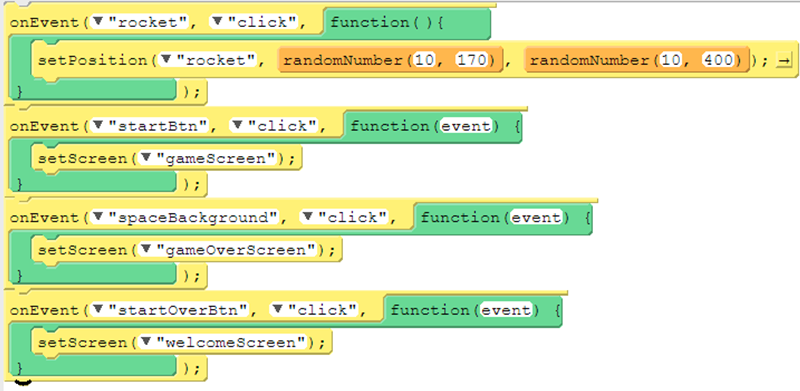 onEvent(▼"rocket", ▼"click", function(){
setPosition(▼"rocket", randomNumber(10, 170), randomNumber(10, 400)); →
} );
onEvent(▼"startBtn", ▼"click", function(event) {
setScreen(▼"gameScreen");
} );
onEvent(▼"spaceBackground", ▼"click", function(event) {
setScreen(▼"gameOverScreen");
} );
onEvent(▼"startOverBtn", ▼"click", function(event) {
setScreen(▼"welcomeScreen");
} );